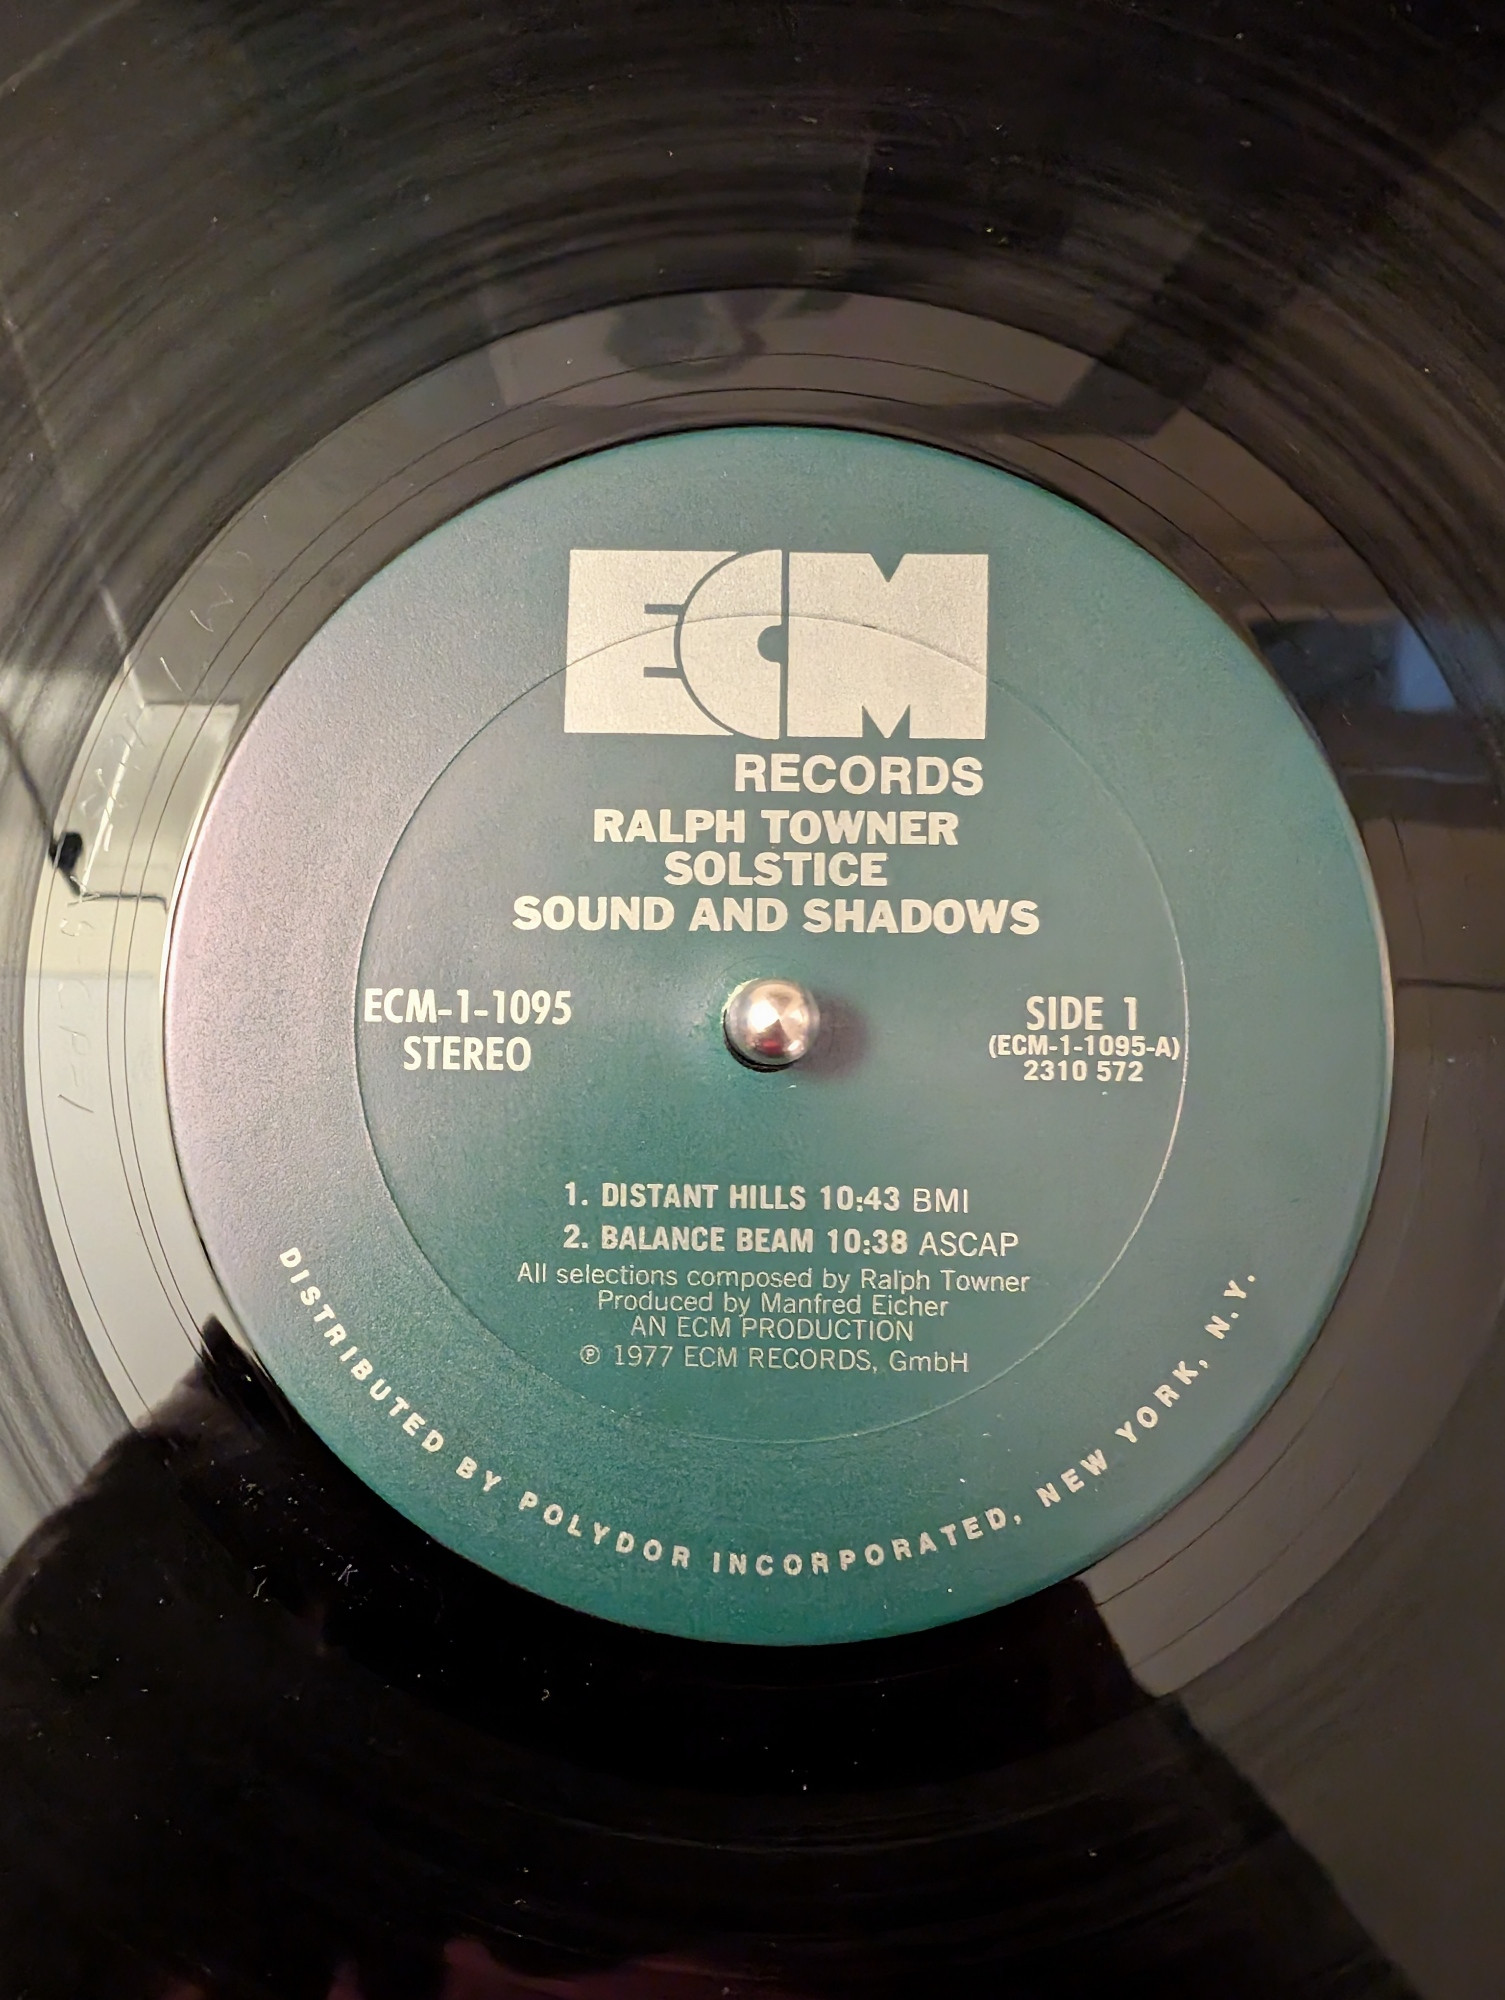 ECM
RECORDS
RALPH TOWNER
SOLSTICE
SOUND AND SHADOWS
ECM-1-1095
STEREO
SIDE 1
(ECM-1-1095-A)
2310 572
1. DISTANT HILLS 10:43 BMI
2. BALANCE BEAM 10:38 ASCAP
All selections composed by Ralph Towner
Produced by Manfred Eicher
AN ECM PRODUCTION
℗ 1977 ECM RECORDS, GmbH
DISTRIBUTED BY POLYDOR INCORPORATED, NEW YORK, N.Y.